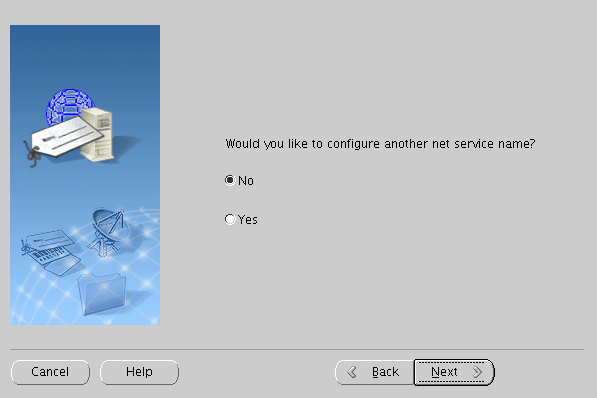 Would you like to configure another net service name?
No
Yes
Cancel
Help
Back
Next